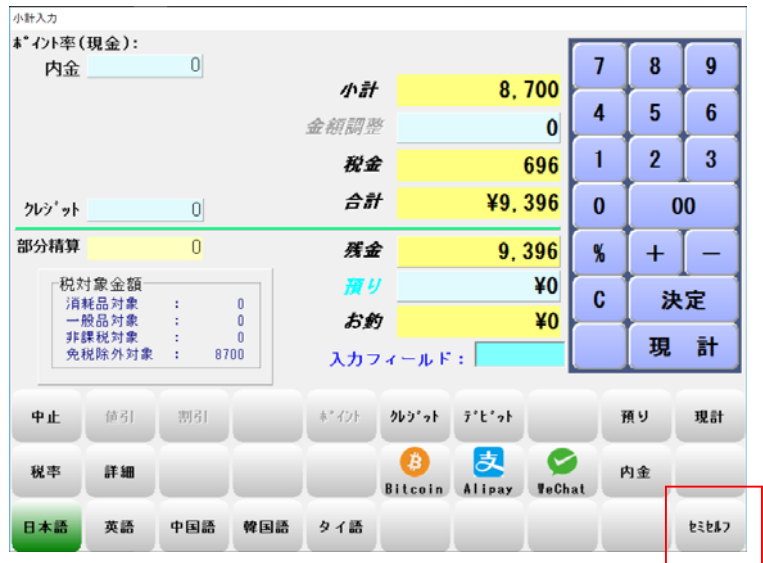 小計入力
ﾎﾟｲﾝﾄ率(現金):
内金 0
小計 8,700
金額調整 0
税金 696
ｸﾚｼﾞｯﾄ 0
合計 ¥9,396
部分精算 0
残金 9,396
預り ¥0
お釣 ¥0
入力フィールド:
税対象金額
消耗品対象 : 0
一般品対象 : 0
非課税対象 : 0
免税除外対象 : 8700
7 8 9
4 5 6
1 2 3
0 00
% + −
C 決定
現 計
中止 値引 割引 ﾎﾟｲﾝﾄ ｸﾚｼﾞｯﾄ ﾃﾞﾋﾞｯﾄ 預り 現計
税率 詳細 Bitcoin 支 Alipay WeChat 内金
日本語 英語 中国語 韓国語 タイ語 ｾﾐｾﾙﾌ